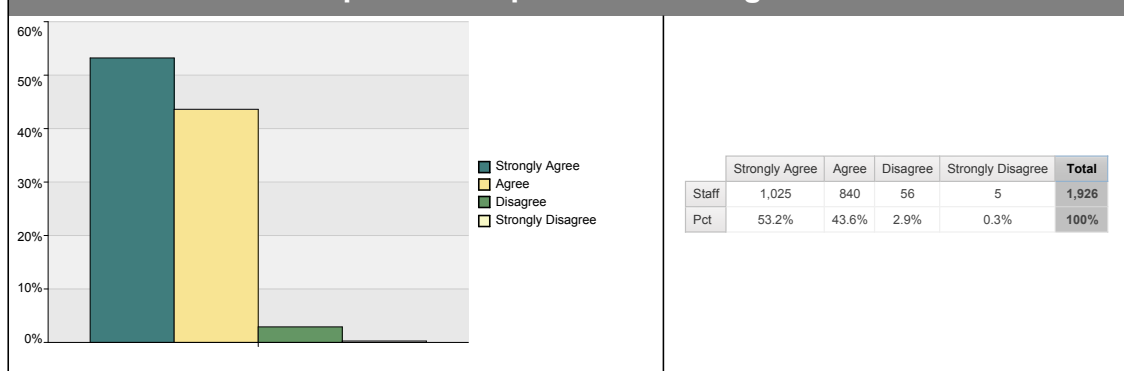 60%
50%
40%
30%
20%
10%
0%
Strongly Agree
Agree
Disagree
Strongly Disagree
Strongly Agree Agree Disagree Strongly Disagree Total
Staff 1,025 840 56 5 1,926
Pct 53.2% 43.6% 2.9% 0.3% 100%